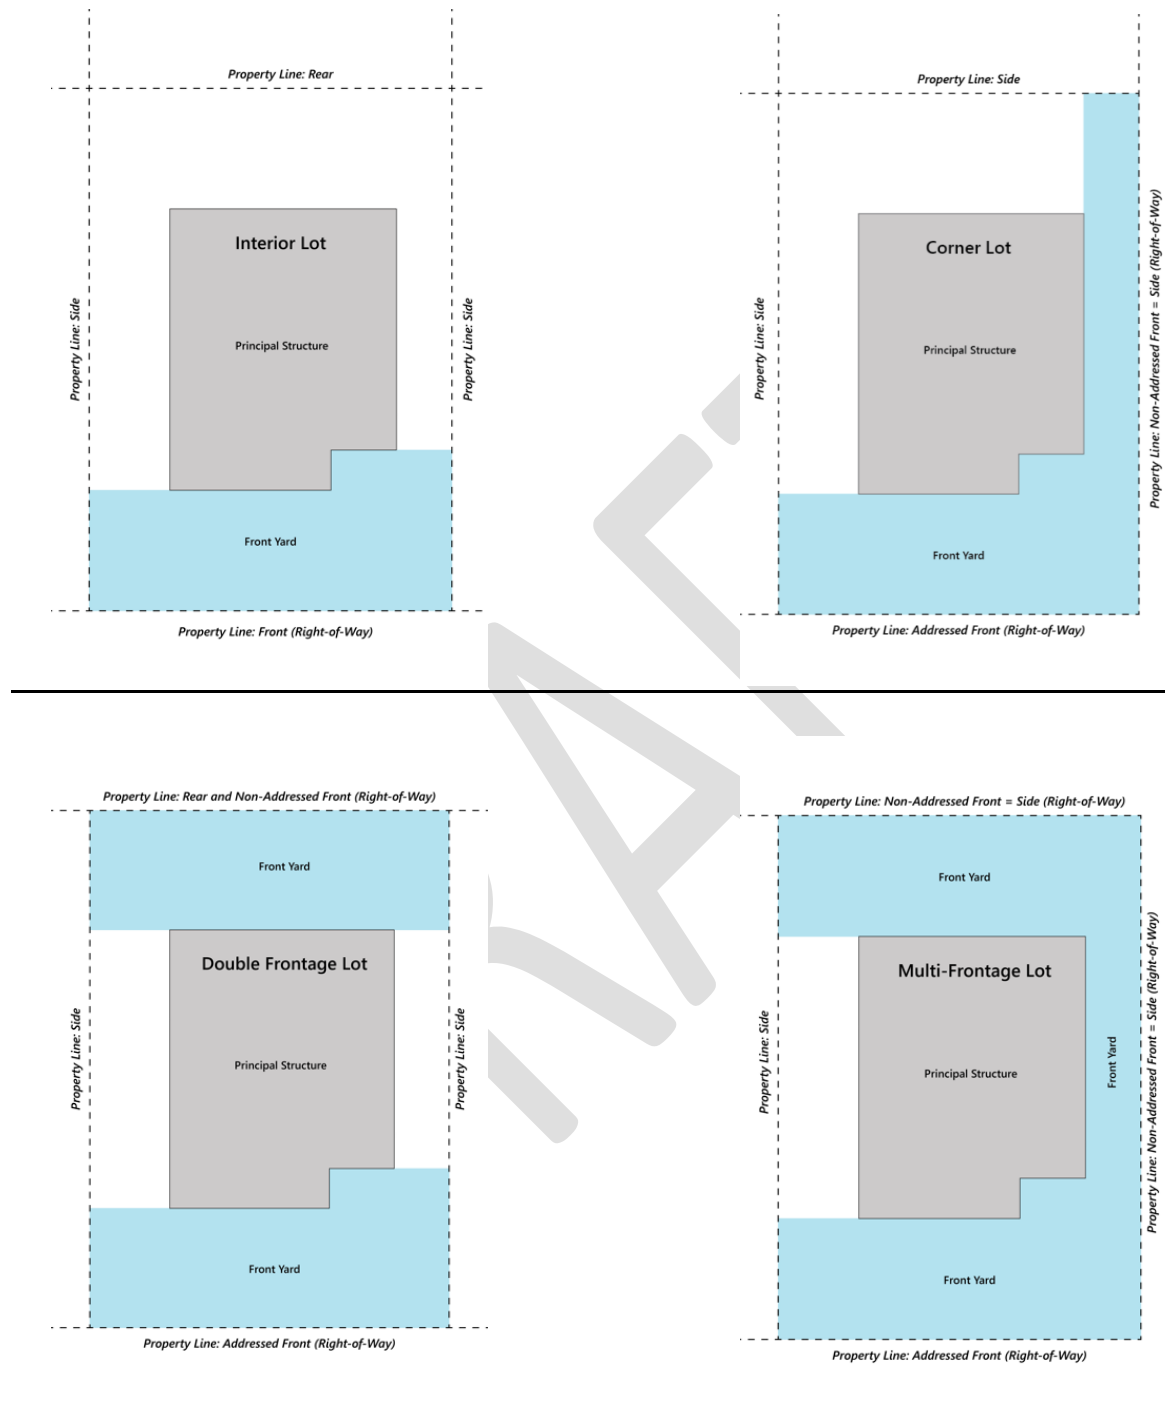 Property Line: Rear
Interior Lot
Property Line: Side
Principal Structure
Property Line: Side
Front Yard
Property Line: Front (Right-of-Way)
Property Line: Side
Corner Lot
Property Line: Side
Principal Structure
Property Line: Non-Addressed Front = Side (Right-of-Way)
Front Yard
Property Line: Addressed Front (Right-of-Way)
Property Line: Rear and Non-Addressed Front (Right-of-Way)
Front Yard
Double Frontage Lot
Property Line: Side
Principal Structure
Property Line: Side
Front Yard
Property Line: Addressed Front (Right-of-Way)
Property Line: Non-Addressed Front = Side (Right-of-Way)
Front Yard
Multi-Frontage Lot
Property Line: Side
Principal Structure
Front Yard
Property Line: Non-Addressed Front = Side (Right-of-Way)
Front Yard
Property Line: Addressed Front (Right-of-Way)